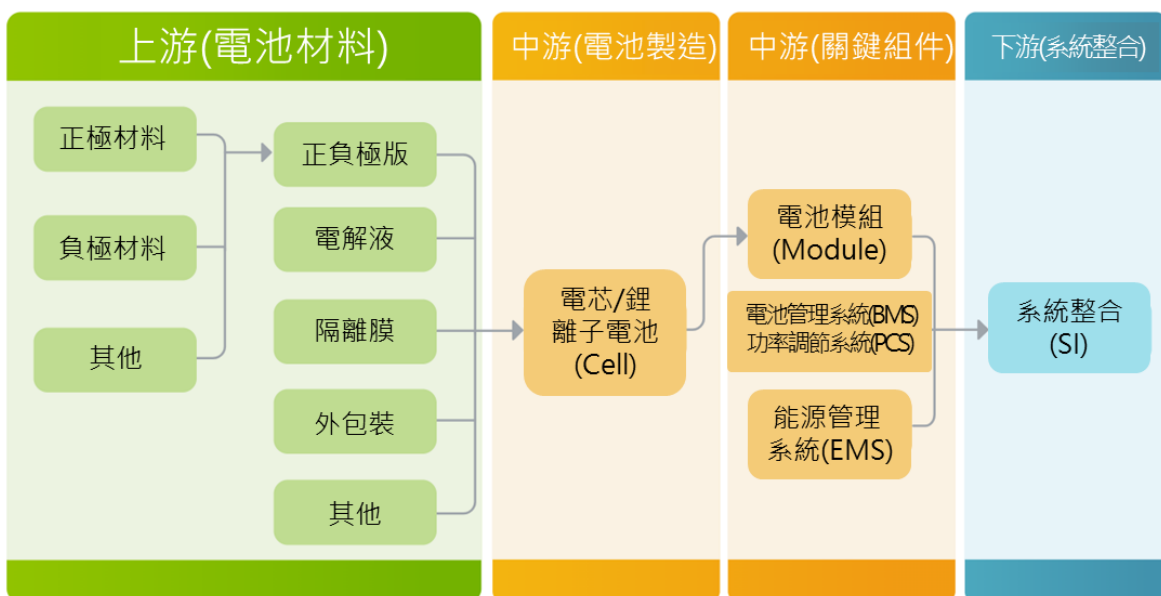 上游(電池材料)
中游(電池製造)
中游(關鍵組件)
下游(系統整合)
正極材料
負極材料
其他
正負極版
電解液
隔離膜
外包裝
其他
電芯/鋰
離子電池
(Cell)
電池模組
(Module)
電池管理系統(BMS)
功率調節系統(PCS)
能源管理
系統(EMS)
系統整合
(SI)